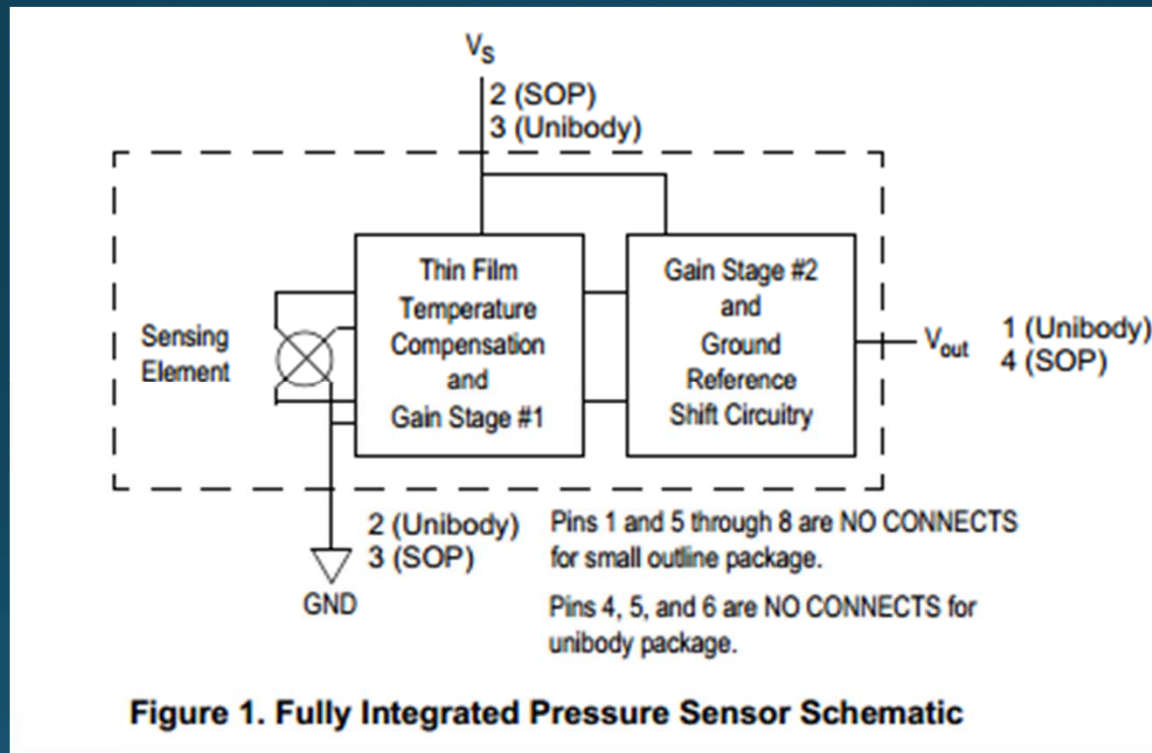 V_S
2 (SOP)
3 (Unibody)
Sensing
Element
Thin Film
Temperature
Compensation
and
Gain Stage #1
Gain Stage #2
and
Ground
Reference
Shift Circuitry
V_out
1 (Unibody)
4 (SOP)
2 (Unibody)
3 (SOP)
GND
Pins 1 and 5 through 8 are NO CONNECTS
for small outline package.
Pins 4, 5, and 6 are NO CONNECTS for
unibody package.
Figure 1. Fully Integrated Pressure Sensor Schematic